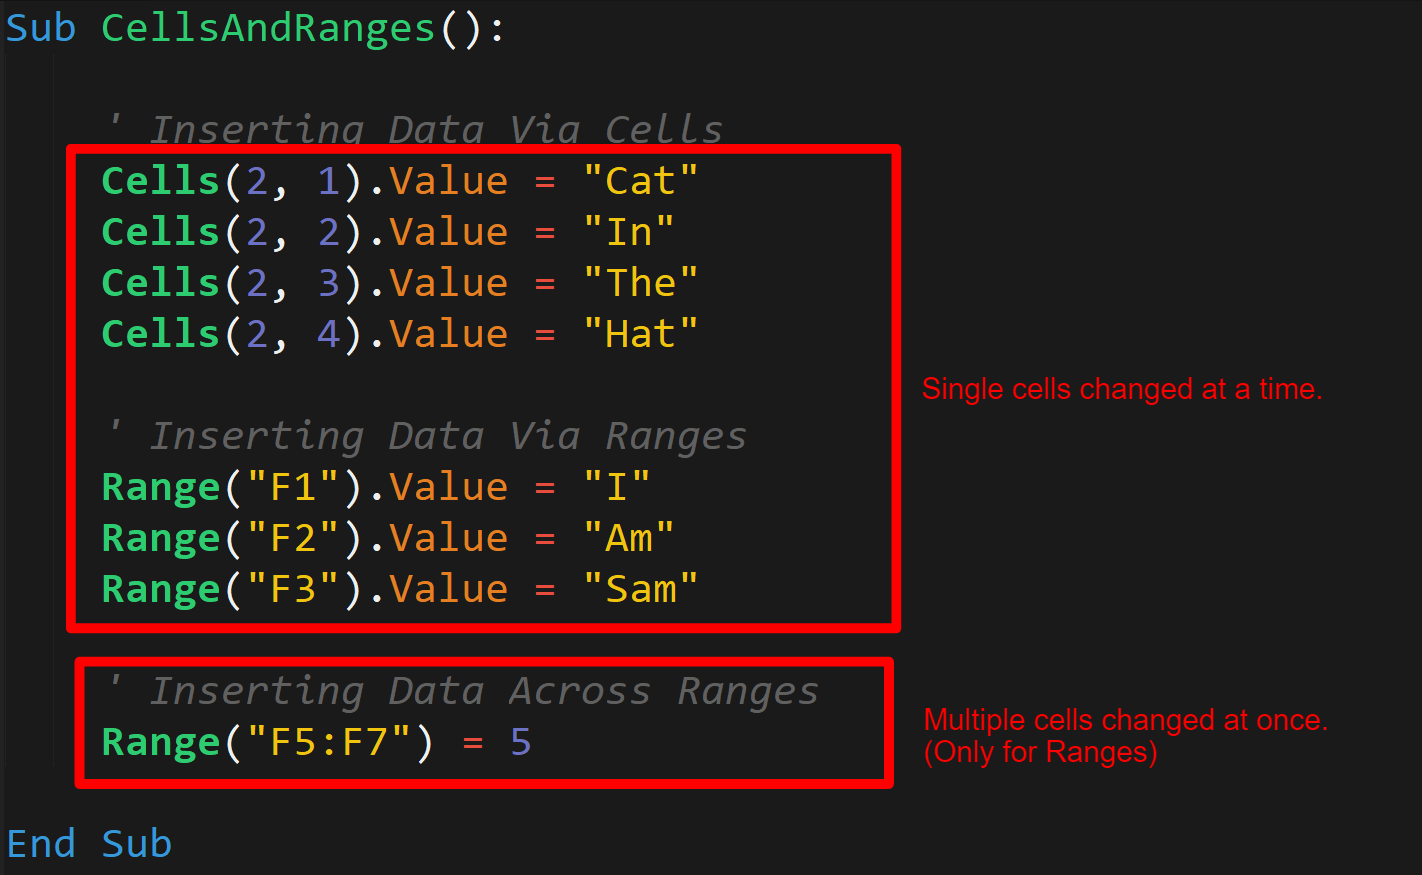 Sub CellsAndRanges():
' Inserting Data Via Cells
Cells(2, 1).Value = "Cat"
Cells(2, 2).Value = "In"
Cells(2, 3).Value = "The"
Cells(2, 4).Value = "Hat"
Single cells changed at a time.
' Inserting Data Via Ranges
Range("F1").Value = "I"
Range("F2").Value = "Am"
Range("F3").Value = "Sam"
' Inserting Data Across Ranges
Range("F5:F7") = 5
Multiple cells changed at once.
(Only for Ranges)
End Sub